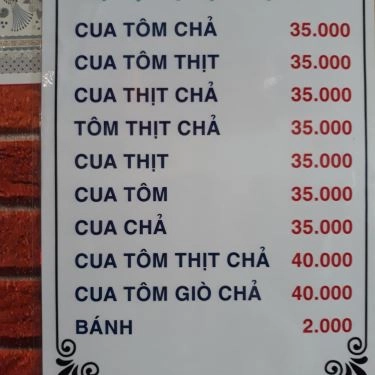 CUA TÔM CHẢ 35.000
CUA TÔM THỊT 35.000
CUA THỊT CHẢ 35.000
TÔM THỊT CHẢ 35.000
CUA THỊT 35.000
CUA TÔM 35.000
CUA CHẢ 35.000
CUA TÔM THỊT CHẢ 40.000
CUA TÔM GIÒ CHẢ 40.000
BÁNH 2.000